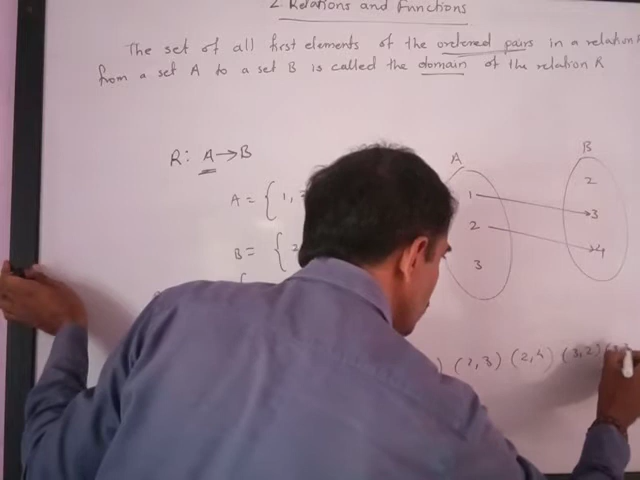 2 Relations and Functions
The set of all first elements of the ordered pairs in a relation R
from a set A to a set B is called the domain of the relation R
R: A → B
A B
A = { 1,
1 2
2 3
3 4
B = { 2
) (2,3) (2,4) (3,2)